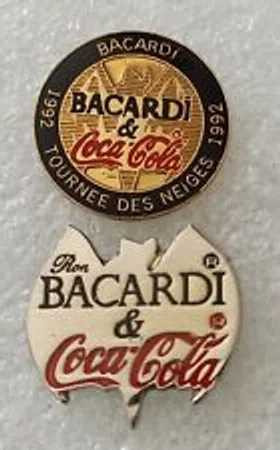 BACARDI
1992
BACARDI
&
Coca-Cola®
1992
TOURNEE DES NEIGES
Ron
BACARDI®
&
Coca-Cola®